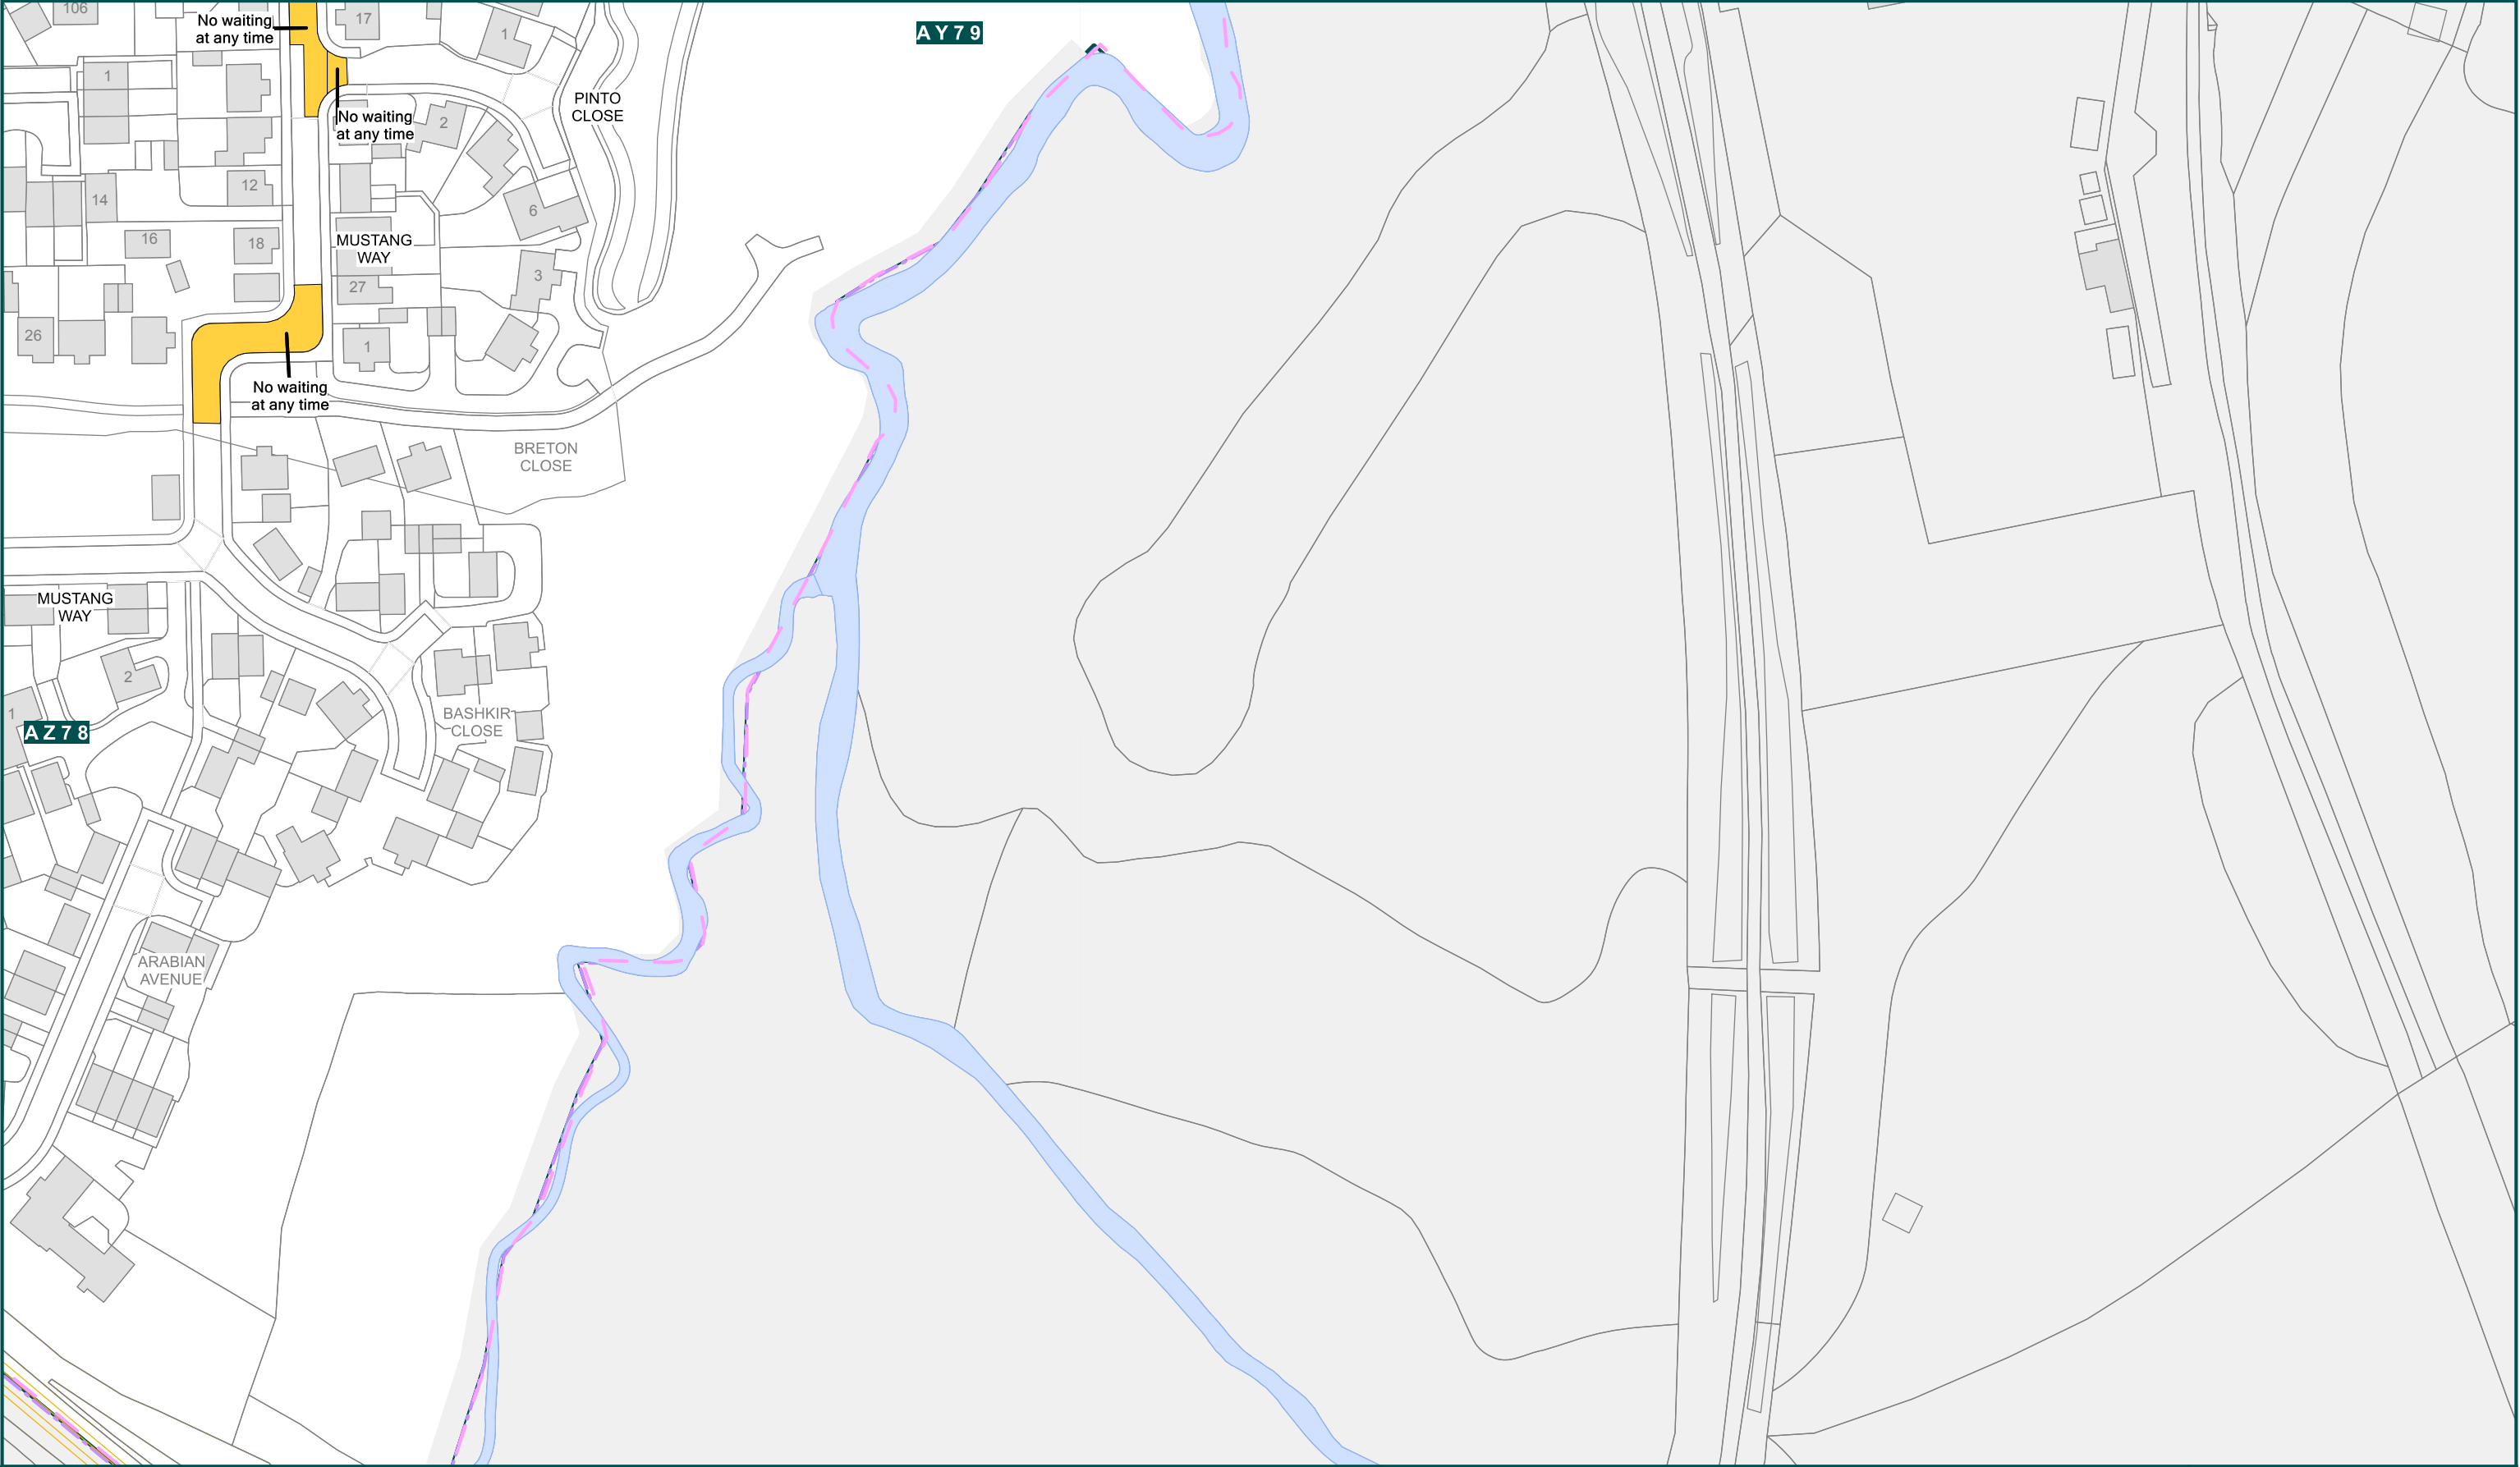 106
No waiting
at any time
17
1
AY79
1
PINTO
CLOSE
No waiting
at any time
2
12
14
6
16
18
MUSTANG
WAY
3
27
26
1
No waiting
at any time
BRETON
CLOSE
MUSTANG
WAY
2
1
BASHKIR
CLOSE
AZ78
ARABIAN
AVENUE